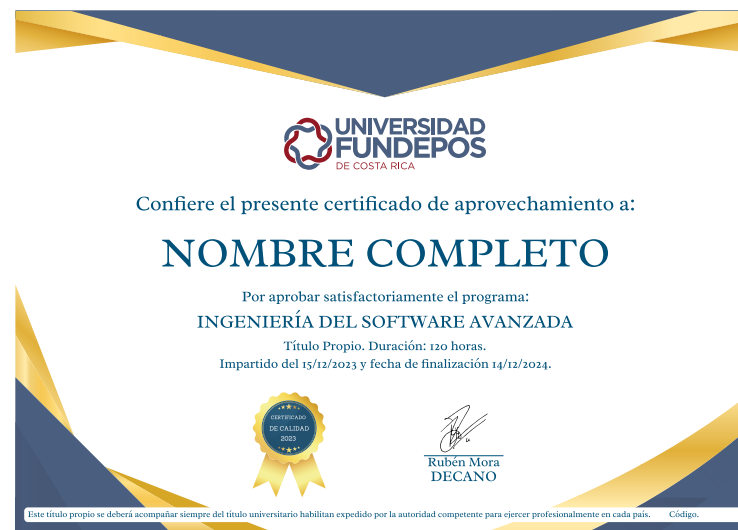 UNIVERSIDAD
FUNDEPOS
DE COSTA RICA
Confiere el presente certificado de aprovechamiento a:
NOMBRE COMPLETO
Por aprobar satisfactoriamente el programa:
INGENIERÍA DEL SOFTWARE AVANZADA
Título Propio. Duración: 120 horas.
Impartido del 15/12/2023 y fecha de finalización 14/12/2024.
CERTIFICADO
DE CALIDAD
2023
Rubén Mora
DECANO
Este título propio se deberá acompañar siempre del título universitario habilitan expedido por la autoridad competente para ejercer profesionalmente en cada país. Código.